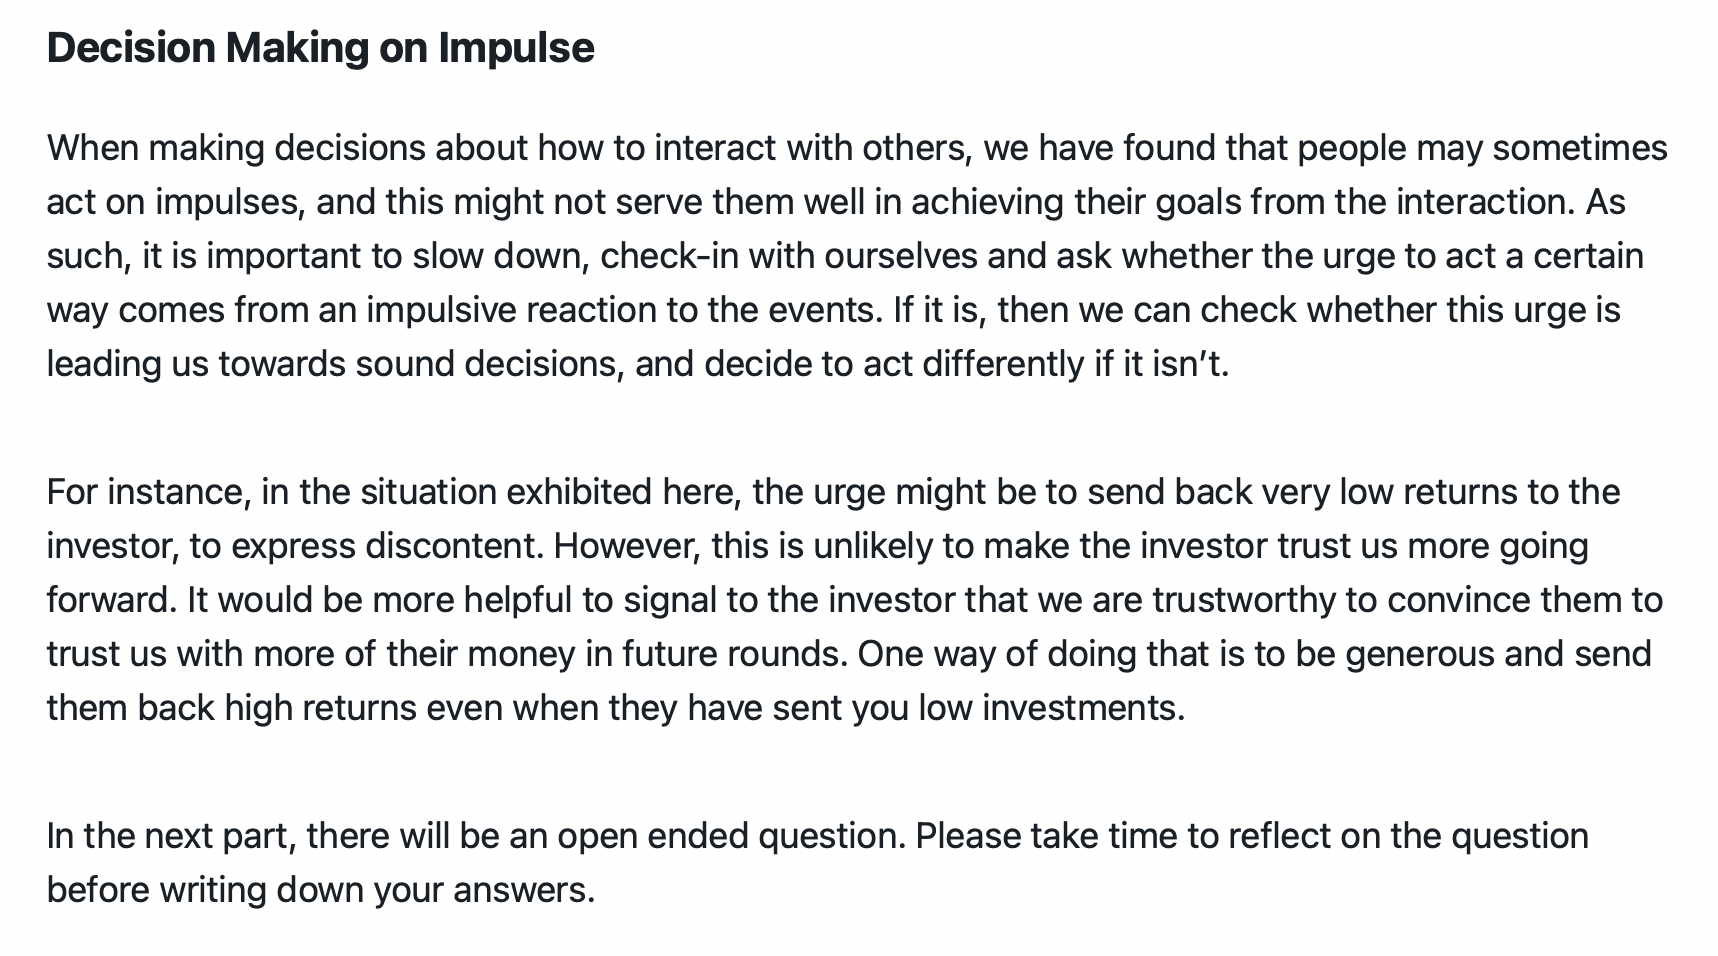 Decision Making on Impulse
When making decisions about how to interact with others, we have found that people may sometimes
act on impulses, and this might not serve them well in achieving their goals from the interaction. As
such, it is important to slow down, check-in with ourselves and ask whether the urge to act a certain
way comes from an impulsive reaction to the events. If it is, then we can check whether this urge is
leading us towards sound decisions, and decide to act differently if it isn’t.
For instance, in the situation exhibited here, the urge might be to send back very low returns to the
investor, to express discontent. However, this is unlikely to make the investor trust us more going
forward. It would be more helpful to signal to the investor that we are trustworthy to convince them to
trust us with more of their money in future rounds. One way of doing that is to be generous and send
them back high returns even when they have sent you low investments.
In the next part, there will be an open ended question. Please take time to reflect on the question
before writing down your answers.